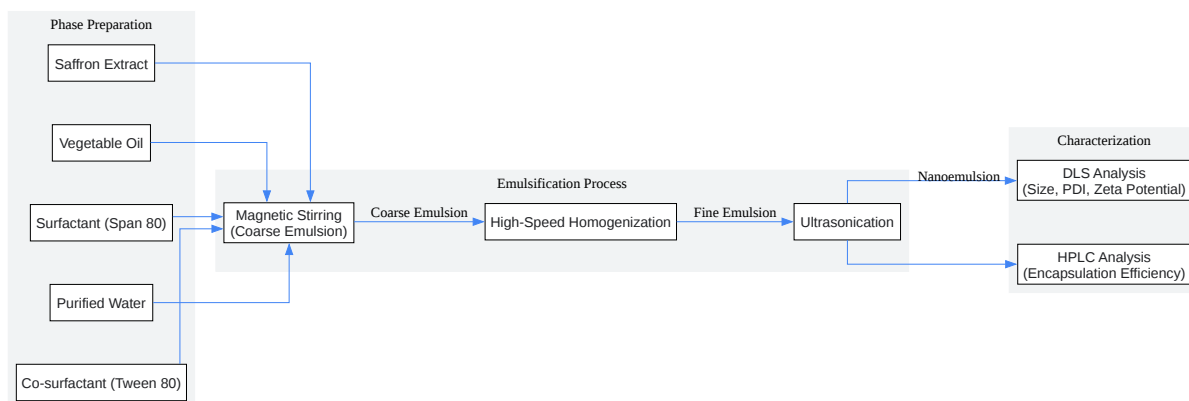 Phase Preparation
Saffron Extract
Vegetable Oil
Surfactant (Span 80)
Purified Water
Co-surfactant (Tween 80)
Emulsification Process
Magnetic Stirring
(Coarse Emulsion)
Coarse Emulsion
High-Speed Homogenization
Fine Emulsion
Ultrasonication
Nanoemulsion
Characterization
DLS Analysis
(Size, PDI, Zeta Potential)
HPLC Analysis
(Encapsulation Efficiency)